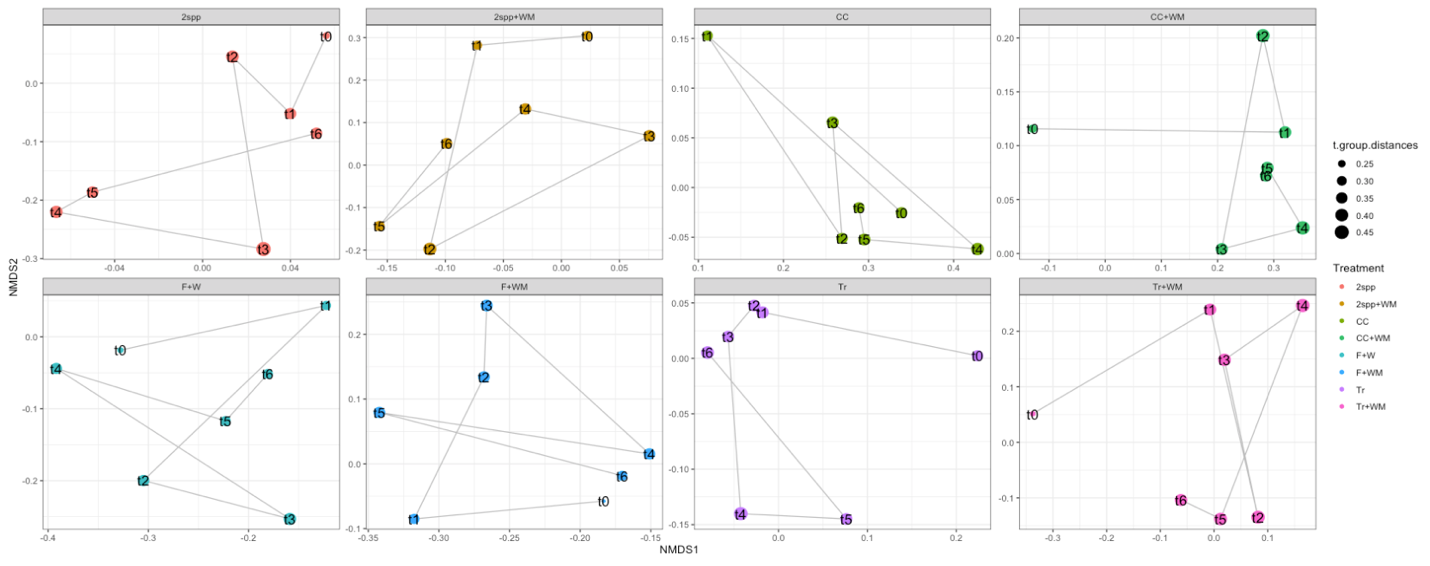 2spp
2spp+WM
CC
CC+WM
t0
t2
t1
t6
t5
t4
t3
0.0
-0.1
-0.2
-0.3
-0.04
0.00
0.04
t1
t0
t4
t3
t6
t5
t2
0.3
0.2
0.1
0.0
-0.1
-0.2
-0.15
-0.10
-0.05
0.00
0.05
t1
t3
t6
t0
t2
t5
t4
0.15
0.10
0.05
0.00
-0.05
0.1
0.2
0.3
0.4
t2
t0
t1
t5
t6
t4
t3
0.20
0.15
0.10
0.05
0.00
-0.1
0.0
0.1
0.2
0.3
F+W
F+WM
Tr
Tr+WM
t1
t0
t4
t6
t5
t2
t3
0.0
-0.1
-0.2
-0.4
-0.3
-0.2
t3
t2
t5
t4
t6
t0
t1
0.2
0.1
0.0
-0.1
-0.35
-0.30
-0.25
-0.20
-0.15
t2
t1
t3
t6
t0
t4
t5
0.05
0.00
-0.05
-0.10
-0.15
0.0
0.1
0.2
t4
t1
t3
t0
t6
t5
t2
0.2
0.1
0.0
-0.1
-0.3
-0.2
-0.1
0.0
0.1
NMDS2
NMDS1
t.group.distances
0.25
0.30
0.35
0.40
0.45
Treatment
2spp
2spp+WM
CC
CC+WM
F+W
F+WM
Tr
Tr+WM